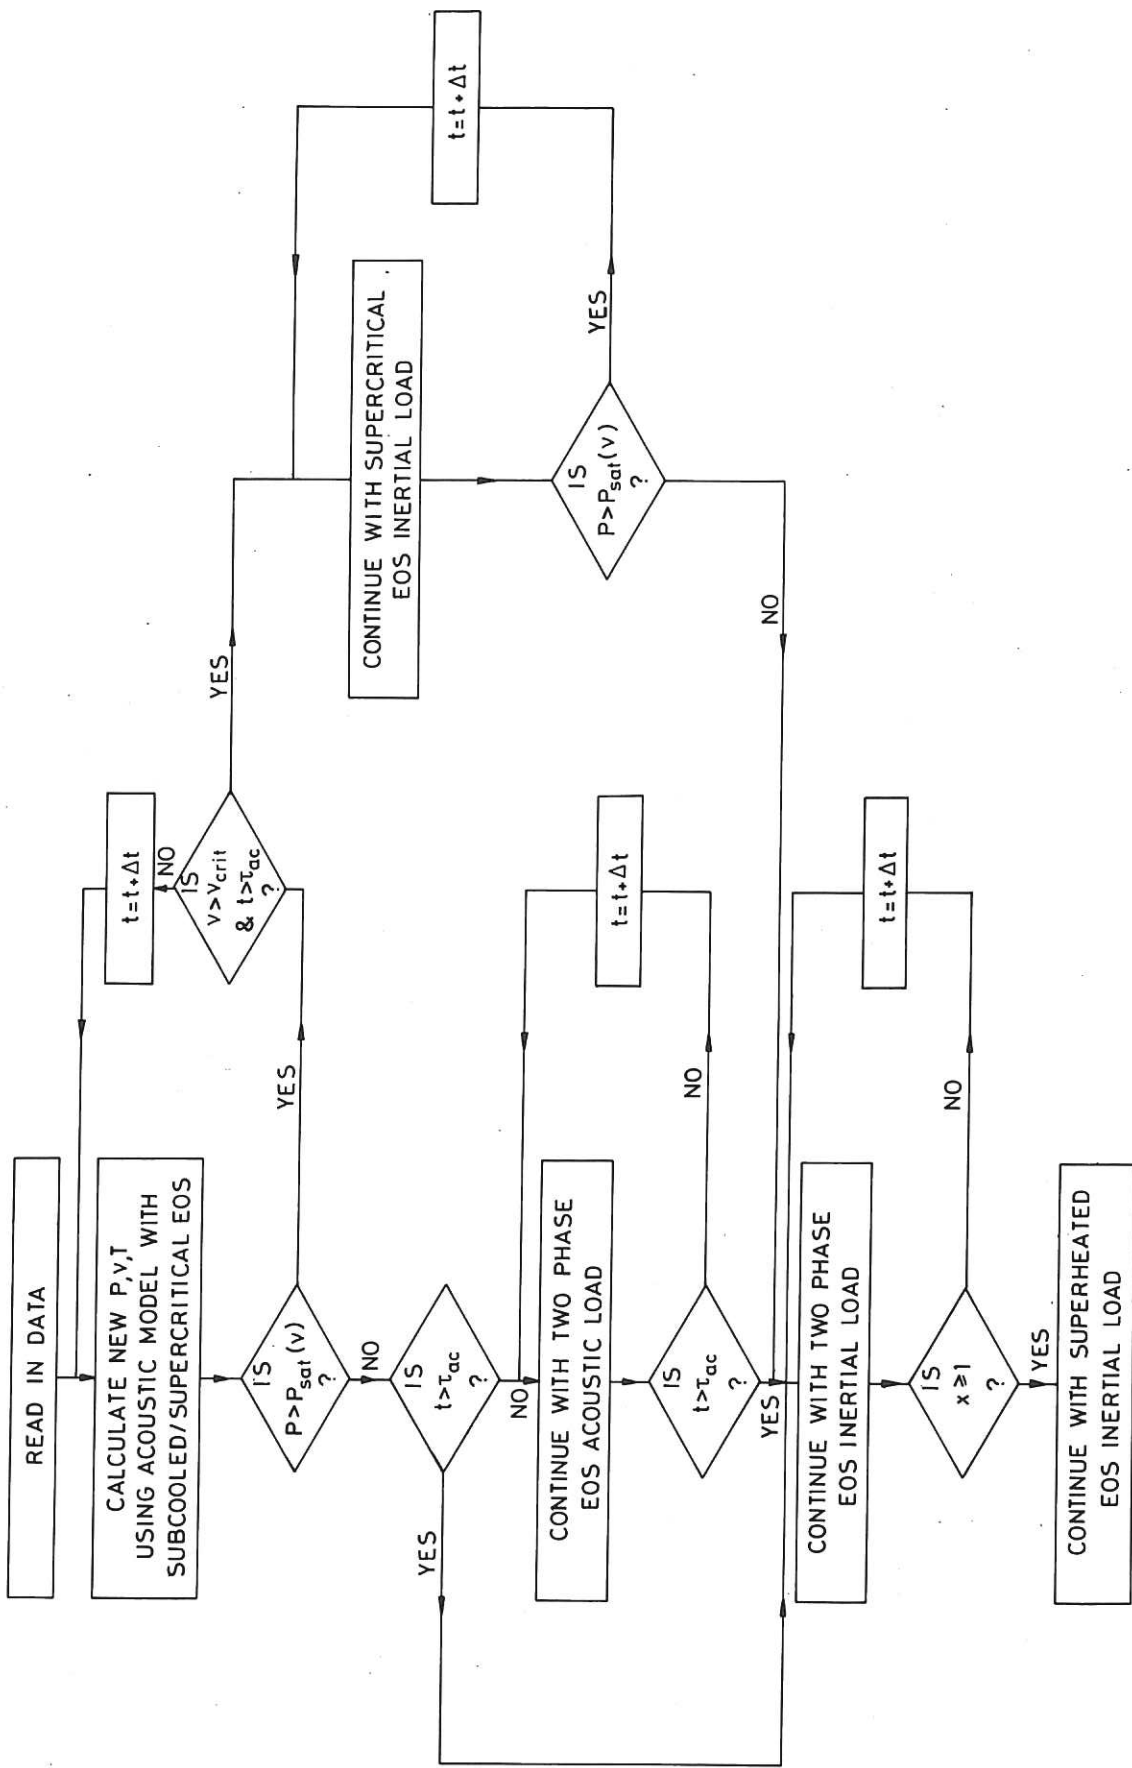 READ IN DATA
CALCULATE NEW P,v,T
USING ACOUSTIC MODEL WITH
SUBCOOLED/SUPERCRITICAL EOS
IS
P>Psat(v)
?
YES
NO
IS
v>vcrit
& t>τac
?
NO
t=t+Δt
YES
CONTINUE WITH SUPERCRITICAL
EOS INERTIAL LOAD
IS
P>Psat(v)
?
YES
t=t+Δt
NO
IS
t>τac
?
YES
NO
CONTINUE WITH TWO PHASE
EOS ACOUSTIC LOAD
IS
t>τac
?
NO
t=t+Δt
YES
CONTINUE WITH TWO PHASE
EOS INERTIAL LOAD
IS
x⩾1
?
NO
t=t+Δt
YES
CONTINUE WITH SUPERHEATED
EOS INERTIAL LOAD